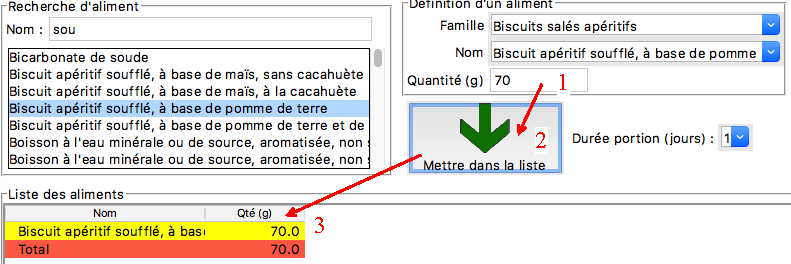 Recherche d'aliment
Nom : sou
Bicarbonate de soude
Biscuit apéritif soufflé, à base de maïs, sans cacahuète
Biscuit apéritif soufflé, à base de maïs, à la cacahuète
Biscuit apéritif soufflé, à base de pomme de terre
Biscuit apéritif soufflé, à base de pomme de terre et de
Boisson à l'eau minérale ou de source, aromatisée, non s
Boisson à l'eau minérale ou de source, aromatisée, non s
Définition d'un aliment
Famille Biscuits salés apéritifs
Nom Biscuit apéritif soufflé, à base de pomme
Quantité (g) 70
1
2
Mettre dans la liste
Durée portion (jours) : 1
Liste des aliments
Nom Qté (g)
Biscuit apéritif soufflé, à bas 70.0
Total 70.0
3